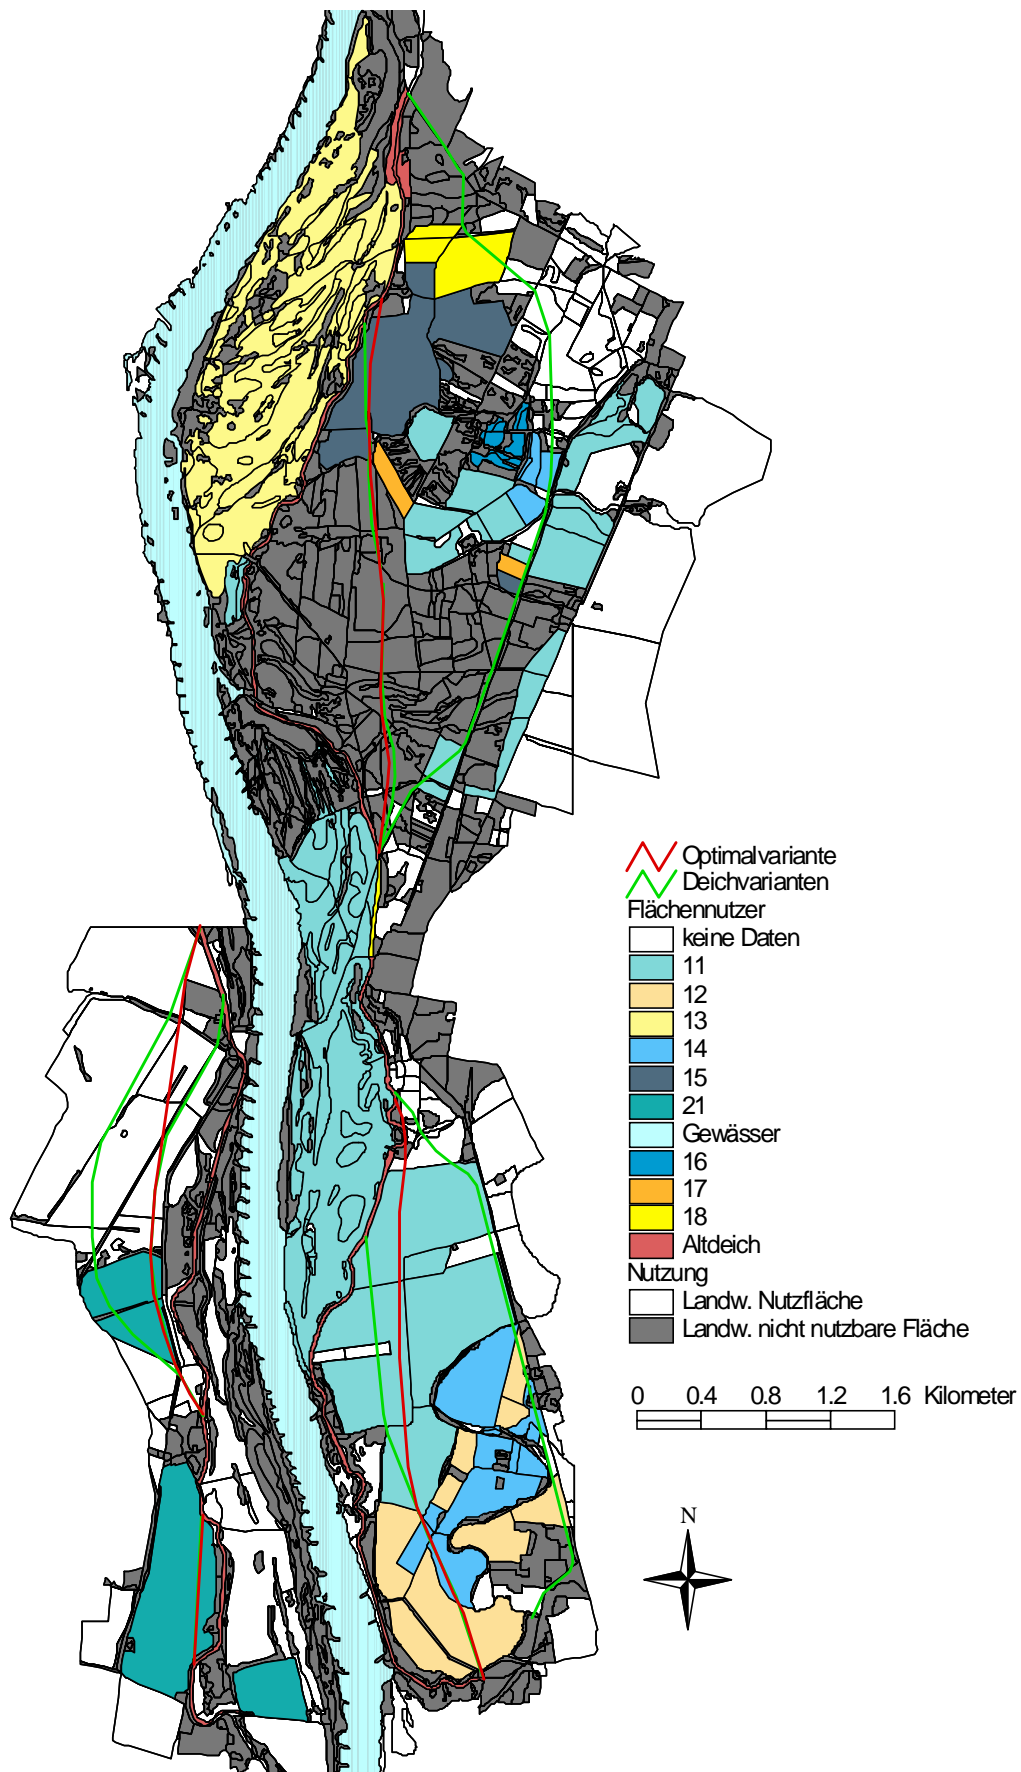 Optimalvariante
Deichvarianten
Flächennutzer
keine Daten
11
12
13
14
15
21
Gewässer
16
17
18
Altdeich
Nutzung
Landw. Nutzfläche
Landw. nicht nutzbare Fläche
0 0.4 0.8 1.2 1.6 Kilometer
N